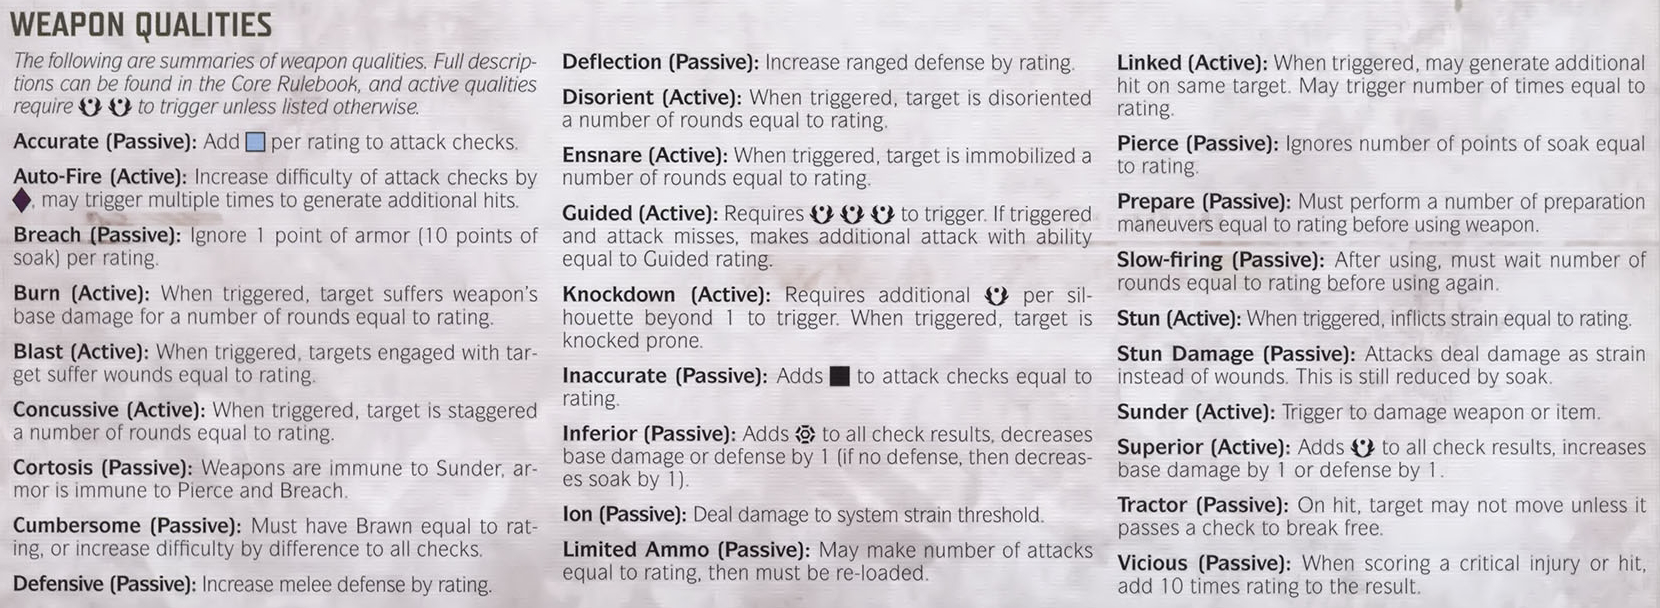 WEAPON QUALITIES
The following are summaries of weapon qualities. Full descrip-
tions can be found in the Core Rulebook, and active qualities
require to trigger unless listed otherwise.
Accurate (Passive): Add per rating to attack checks.
Auto-Fire (Active): Increase difficulty of attack checks by
, may trigger multiple times to generate additional hits.
Breach (Passive): Ignore 1 point of armor (10 points of
soak) per rating.
Burn (Active): When triggered, target suffers weapon's
base damage for a number of rounds equal to rating.
Blast (Active): When triggered, targets engaged with tar-
get suffer wounds equal to rating.
Concussive (Active): When triggered, target is staggered
a number of rounds equal to rating.
Cortosis (Passive): Weapons are immune to Sunder, ar-
mor is immune to Pierce and Breach.
Cumbersome (Passive): Must have Brawn equal to rat-
ing, or increase difficulty by difference to all checks.
Defensive (Passive): Increase melee defense by rating.
Deflection (Passive): Increase ranged defense by rating.
Disorient (Active): When triggered, target is disoriented
a number of rounds equal to rating.
Ensnare (Active): When triggered, target is immobilized a
number of rounds equal to rating.
Guided (Active): Requires to trigger. If triggered
and attack misses, makes additional attack with ability
equal to Guided rating.
Knockdown (Active): Requires additional per sil-
houette beyond 1 to trigger. When triggered, target is
knocked prone.
Inaccurate (Passive): Adds to attack checks equal to
rating.
Inferior (Passive): Adds to all check results, decreases
base damage or defense by 1 (if no defense, then decreas-
es soak by 1).
Ion (Passive): Deal damage to system strain threshold.
Limited Ammo (Passive): May make number of attacks
equal to rating, then must be re-loaded.
Linked (Active): When triggered, may generate additional
hit on same target. May trigger number of times equal to
rating.
Pierce (Passive): Ignores number of points of soak equal
to rating.
Prepare (Passive): Must perform a number of preparation
maneuvers equal to rating before using weapon.
Slow-firing (Passive): After using, must wait number of
rounds equal to rating before using again.
Stun (Active): When triggered, inflicts strain equal to rating.
Stun Damage (Passive): Attacks deal damage as strain
instead of wounds. This is still reduced by soak.
Sunder (Active): Trigger to damage weapon or item.
Superior (Active): Adds to all check results, increases
base damage by 1 or defense by 1.
Tractor (Passive): On hit, target may not move unless it
passes a check to break free.
Vicious (Passive): When scoring a critical injury or hit,
add 10 times rating to the result.